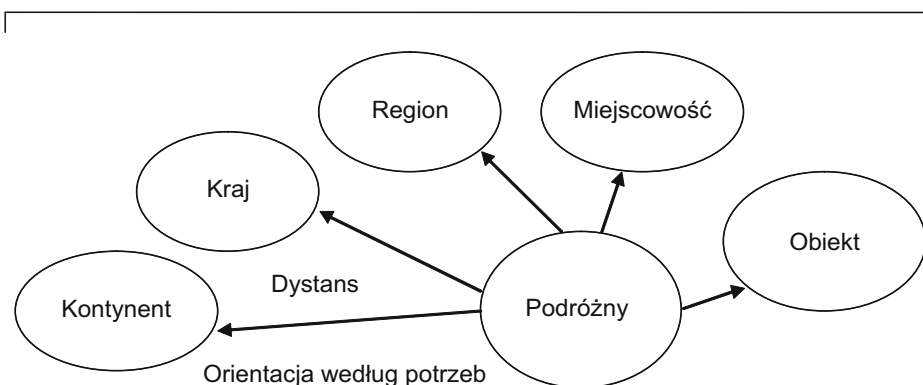 Region
Miejscowość
Kraj
Obiekt
Dystans
Kontynent
Podróżny
Orientacja według potrzeb